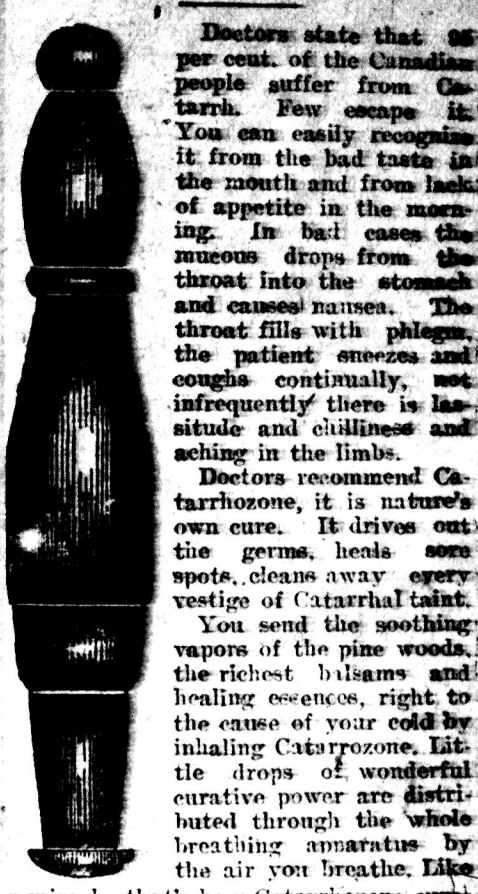 Doctors state that 95
per cent. of the Canadian
people suffer from Ca-
tarrh. Few escape it.
You can easily recognize
it from the bad taste in
the mouth and from lack
of appetite in the morn-
ing. In bad cases the
mucous drops from the
throat into the stomach
and causes nausea. The
throat fills with phlegm,
the patient sneezes and
coughs continually, not
infrequently there is las-
situde and chilliness and
aching in the limbs.
Doctors recommend Ca-
tarrhozone, it is nature's
own cure. It drives out
the germs, heals sore
spots, cleans away every
vestige of Catarrhal taint.
You send the soothing
vapors of the pine woods,
the richest balsams and
healing essences, right to
the cause of your cold by
inhaling Catarrozone. Lit-
tle drops of wonderful
curative power are distri-
buted through the whole
breathing apparatus by
the air you breathe. Like